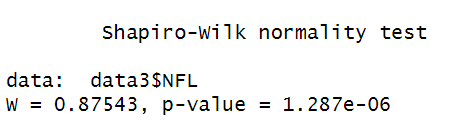 Shapiro-Wilk normality test
data:  data3$NFL
W = 0.87543, p-value = 1.287e-06